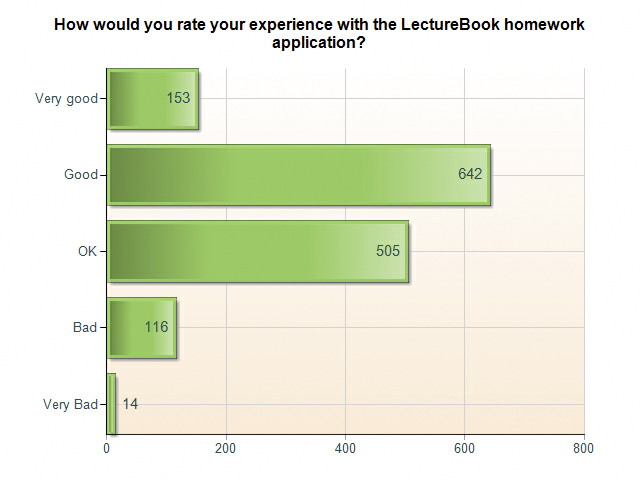 How would you rate your experience with the LectureBook homework
application?
Very good 153
Good 642
OK 505
Bad 116
Very Bad 14
0 200 400 600 800